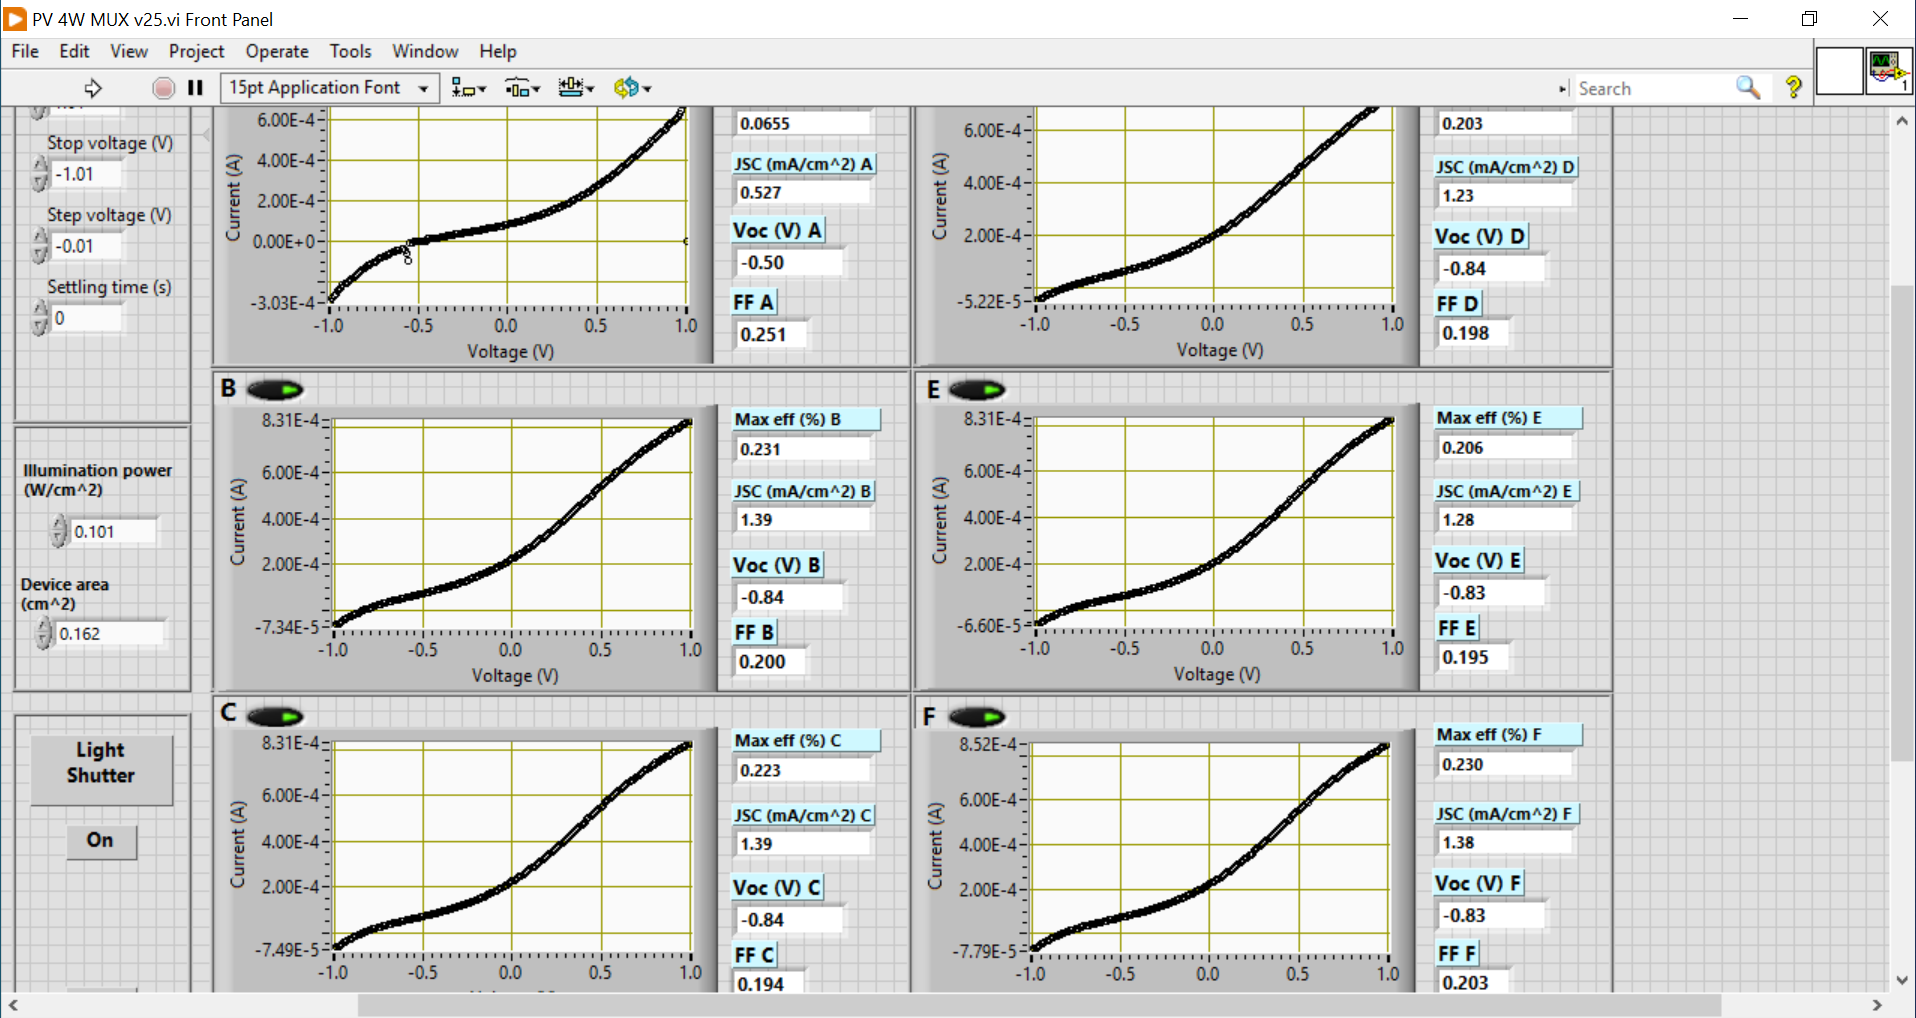 PV 4W MUX v25.vi Front Panel
File Edit View Project Operate Tools Window Help
15pt Application Font
Search
1
Stop voltage (V)
-1.01
Step voltage (V)
-0.01
Settling time (s)
0
Illumination power
(W/cm^2)
0.101
Device area
(cm^2)
0.162
Light
Shutter
On
6.00E-4
4.00E-4
2.00E-4
0.00E+0
-3.03E-4
Current (A)
-1.0 -0.5 0.0 0.5 1.0
Voltage (V)
0.0655
JSC (mA/cm^2) A
0.527
Voc (V) A
-0.50
FF A
0.251
6.00E-4
4.00E-4
2.00E-4
-5.22E-5
Current (A)
-1.0 -0.5 0.0 0.5 1.0
Voltage (V)
0.203
JSC (mA/cm^2) D
1.23
Voc (V) D
-0.84
FF D
0.198
B
8.31E-4
6.00E-4
4.00E-4
2.00E-4
-7.34E-5
Current (A)
-1.0 -0.5 0.0 0.5 1.0
Voltage (V)
Max eff (%) B
0.231
JSC (mA/cm^2) B
1.39
Voc (V) B
-0.84
FF B
0.200
E
8.31E-4
6.00E-4
4.00E-4
2.00E-4
-6.60E-5
Current (A)
-1.0 -0.5 0.0 0.5 1.0
Voltage (V)
Max eff (%) E
0.206
JSC (mA/cm^2) E
1.28
Voc (V) E
-0.83
FF E
0.195
C
8.31E-4
6.00E-4
4.00E-4
2.00E-4
-7.49E-5
Current (A)
-1.0 -0.5 0.0 0.5 1.0
Max eff (%) C
0.223
JSC (mA/cm^2) C
1.39
Voc (V) C
-0.84
FF C
0.194
F
8.52E-4
6.00E-4
4.00E-4
2.00E-4
-7.79E-5
Current (A)
-1.0 -0.5 0.0 0.5 1.0
Max eff (%) F
0.230
JSC (mA/cm^2) F
1.38
Voc (V) F
-0.83
FF F
0.203